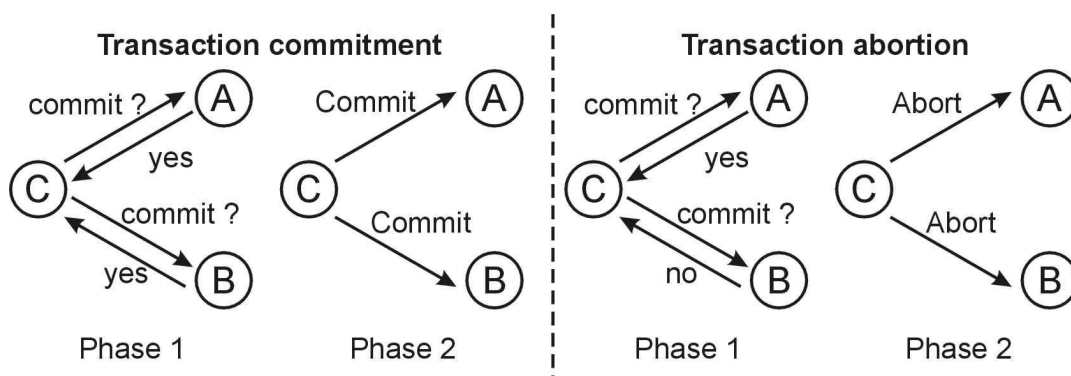 Transaction commitment
commit ?
A
yes
C
commit ?
yes
B
Phase 1
Commit
A
C
Commit
B
Phase 2
Transaction abortion
commit ?
A
yes
C
commit ?
no
B
Phase 1
Abort
A
C
Abort
B
Phase 2